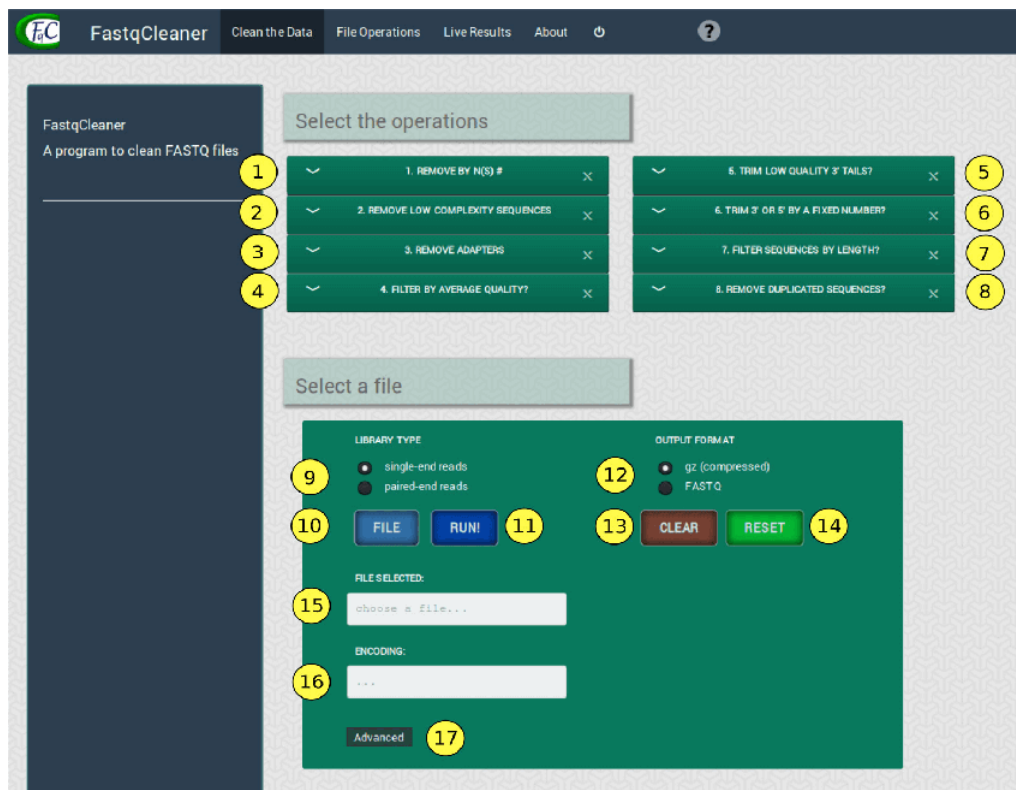 FqC FastqCleaner Clean the Data File Operations Live Results About ?
FastqCleaner
A program to clean FASTQ files
Select the operations
1 1. REMOVE BY N(S) # x
2 2. REMOVE LOW COMPLEXITY SEQUENCES x
3 3. REMOVE ADAPTERS x
4 4. FILTER BY AVERAGE QUALITY? x
5. TRIM LOW QUALITY 3' TAILS? x 5
6. TRIM 3' OR 5' BY A FIXED NUMBER? x 6
7. FILTER SEQUENCES BY LENGTH? x 7
8. REMOVE DUPLICATED SEQUENCES? x 8
Select a file
LIBRARY TYPE
9 single-end reads
paired-end reads
10 FILE RUN! 11
OUTPUT FORMAT
12 gz (compressed)
FASTQ
13 CLEAR RESET 14
FILE SELECTED:
15 choose a file...
ENCODING:
16 ...
Advanced 17